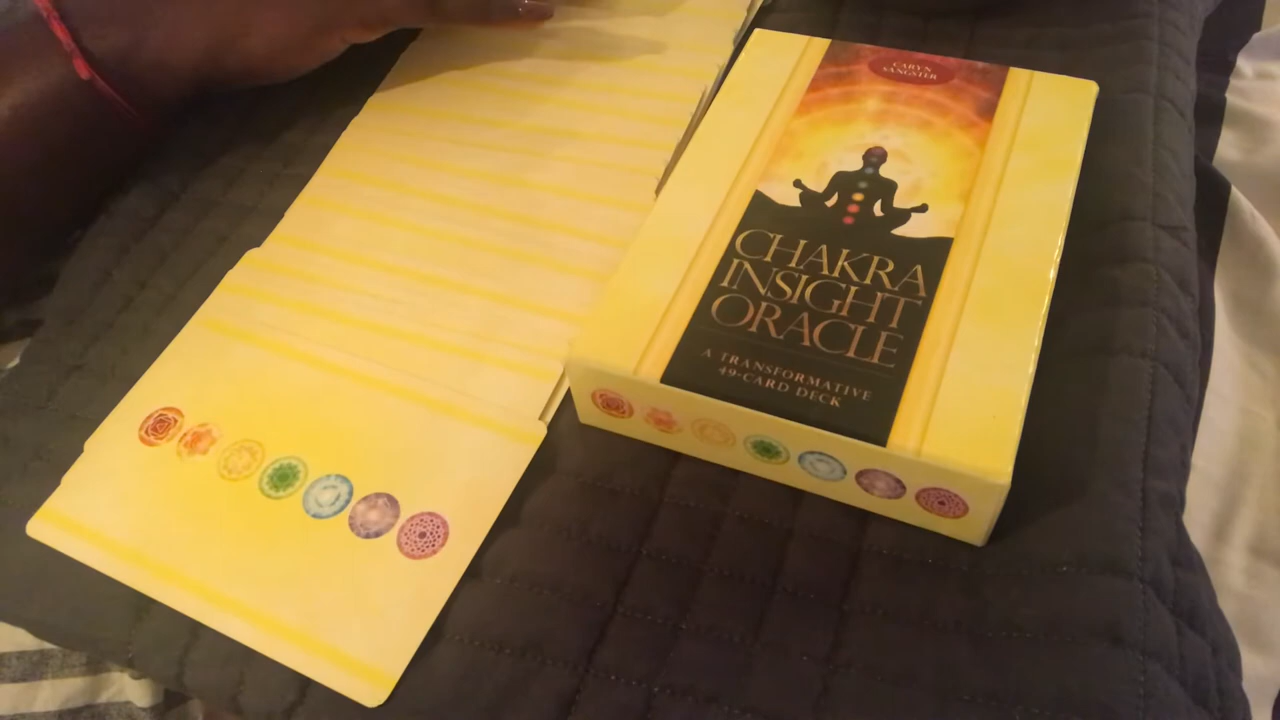 CARYN
SANGSTER
CHAKRA
INSIGHT
ORACLE
A TRANSFORMATIVE
49-CARD DECK